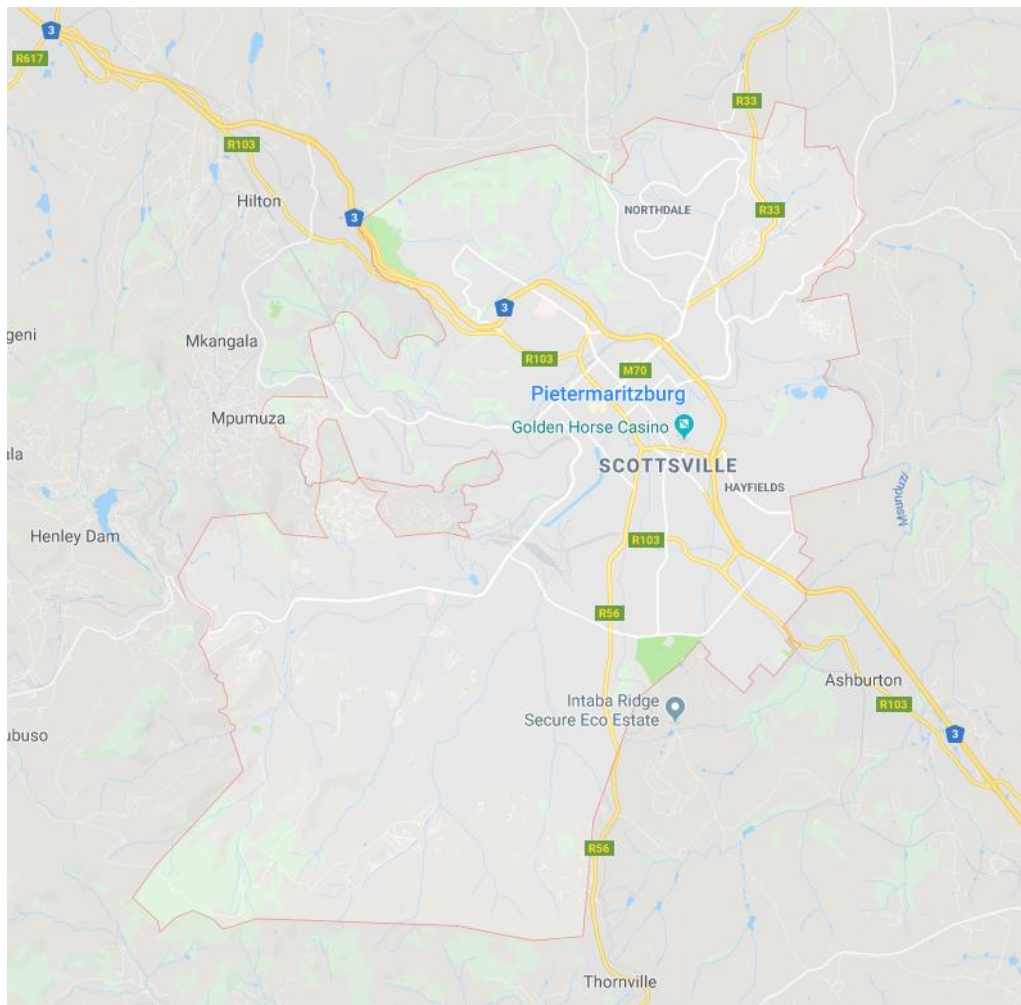 3
R617
R33
R103
Hilton
NORTHDALE
R33
3
3
geni
Mkangala
R103
M70
Pietermaritzburg
Mpumuza
Golden Horse Casino
ala
SCOTTSVILLE
HAYFIELDS
Msunduzi
Henley Dam
R103
R56
Ashburton
Intaba Ridge
Secure Eco Estate
R103
ubuso
3
R56
Thornville